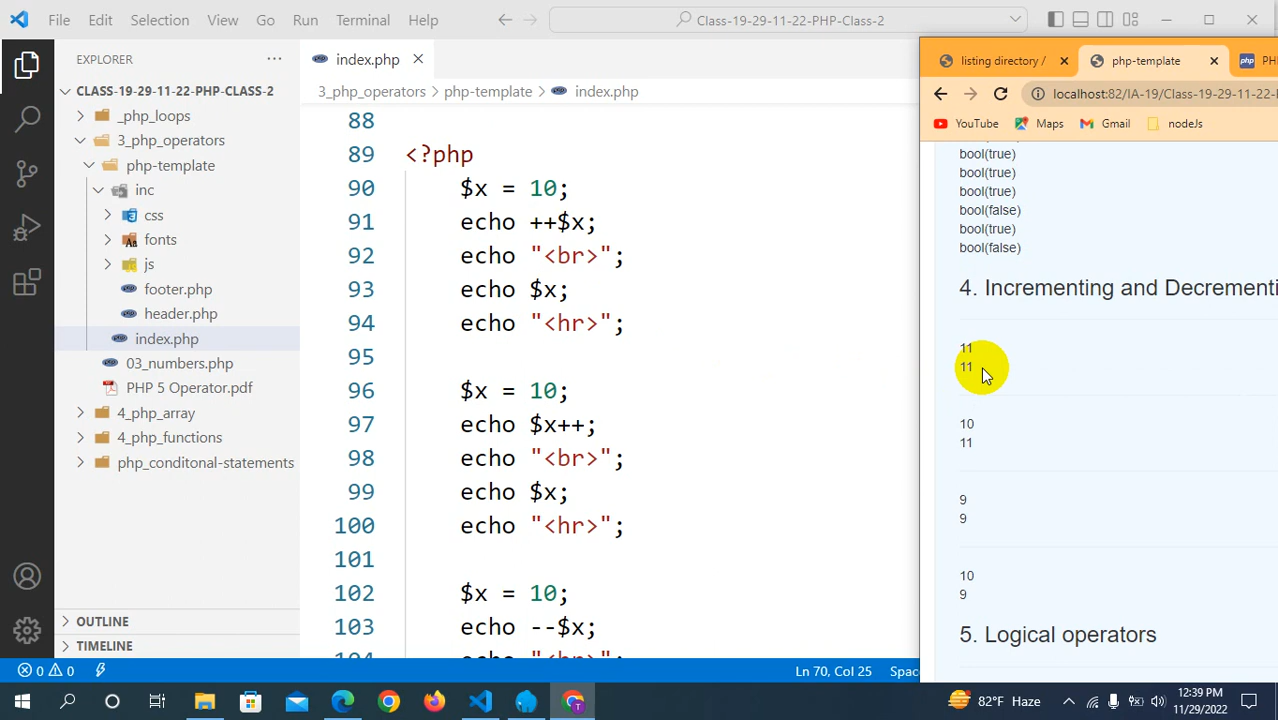 File Edit Selection View Go Run Terminal Help
Class-19-29-11-22-PHP-Class-2
EXPLORER
CLASS-19-29-11-22-PHP-CLASS-2
_php_loops
3_php_operators
php-template
inc
css
fonts
js
footer.php
header.php
index.php
03_numbers.php
PHP 5 Operator.pdf
4_php_array
4_php_functions
php_conditonal-statements
OUTLINE
TIMELINE
index.php
3_php_operators > php-template > index.php
88
89 <?php
90 $x = 10;
91 echo ++$x;
92 echo "<br>";
93 echo $x;
94 echo "<hr>";
95
96 $x = 10;
97 echo $x++;
98 echo "<br>";
99 echo $x;
100 echo "<hr>";
101
102 $x = 10;
103 echo --$x;
listing directory /
php-template
php
localhost:82/IA-19/Class-19-29-11-22-
YouTube Maps Gmail nodeJs
bool(true)
bool(true)
bool(true)
bool(false)
bool(true)
bool(false)
4. Incrementing and
11
11
10
11
9
9
10
9
5. Logical operators
0 0
Ln 70, Col 25
82°F Haze
12:39 PM
11/29/2022